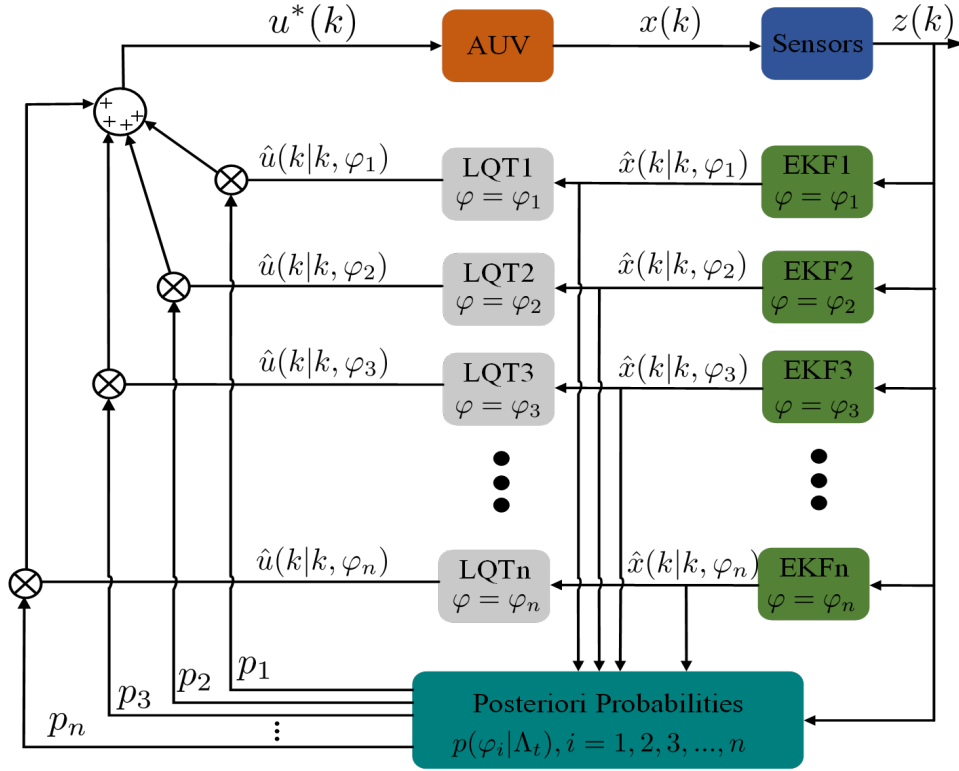 u*(k) AUV x(k) Sensors z(k)
+ + + +
û(k|k, φ₁) LQT1 x̂(k|k, φ₁) EKF1
φ = φ₁ φ = φ₁
û(k|k, φ₂) LQT2 x̂(k|k, φ₂) EKF2
φ = φ₂ φ = φ₂
û(k|k, φ₃) LQT3 x̂(k|k, φ₃) EKF3
φ = φ₃ φ = φ₃
û(k|k, φₙ) LQTn x̂(k|k, φₙ) EKFn
φ = φₙ φ = φₙ
pₙ p₃ p₂ p₁
...
Posteriori Probabilities
p(φᵢ|Λₜ), i = 1, 2, 3, ..., n